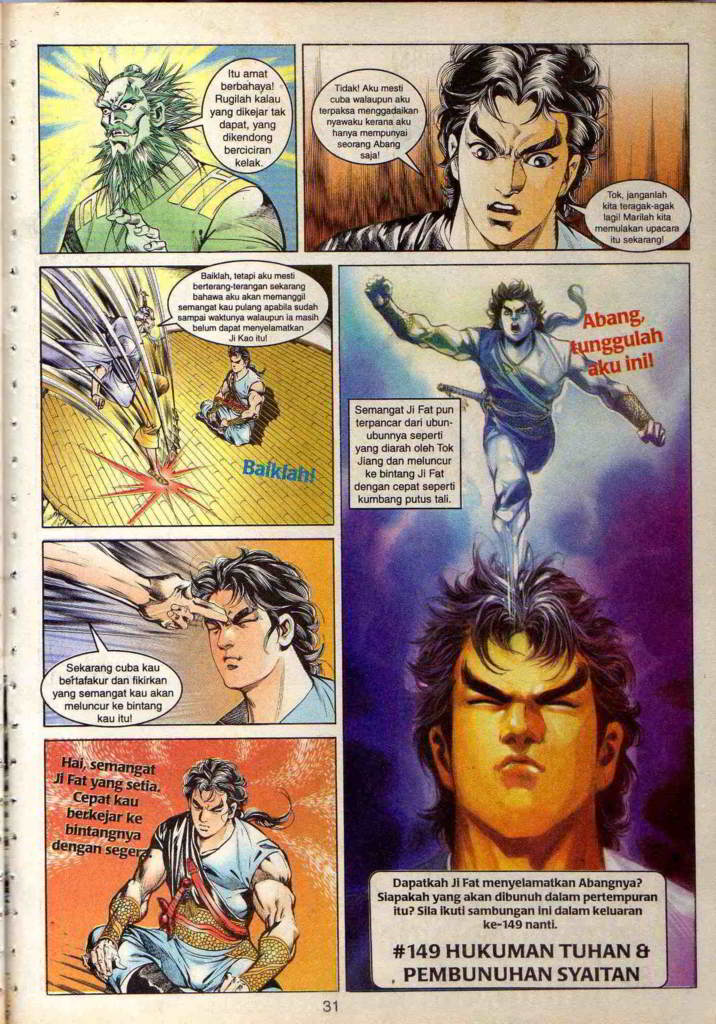 Itu amat
berbahaya!
Rugilah kalau
yang dikejar tak
dapat, yang
dikendong
berciciran
kelak.
Tidak! Aku mesti
cuba walaupun aku
terpaksa menggadaikan
nyawaku kerana aku
hanya mempunyai
seorang Abang
saja!
Tok, janganlah
kita teragak-agak
lagi! Marilah kita
memulakan upacara
itu sekarang!
Baiklah, tetapi aku mesti
berterang-terangan sekarang
bahawa aku akan memanggil
semangat kau pulang apabila sudah
sampai waktunya walaupun ia masih
belum dapat menyelamatkan
Ji Kao itu!
Baiklah!
Sekarang cuba kau
bertafakur dan fikirkan
yang semangat kau akan
meluncur ke bintang
kau itu!
Hai, semangat
Ji Fat yang setia.
Cepat kau
berkejar ke
bintangnya
dengan segera.
Abang,
tunggulah
aku ini!
Semangat Ji Fat pun
terpancar dari ubun-
ubunnya seperti
yang diarah oleh Tok
Jiang dan meluncur
ke bintang Ji Fat
dengan cepat seperti
kumbang putus tali.
Dapatkah Ji Fat menyelamatkan Abangnya?
Siapakah yang akan dibunuh dalam pertempuran
itu? Sila ikuti sambungan ini dalam keluaran
ke-149 nanti.
#149 HUKUMAN TUHAN &
PEMBUNUHAN SYAITAN
31